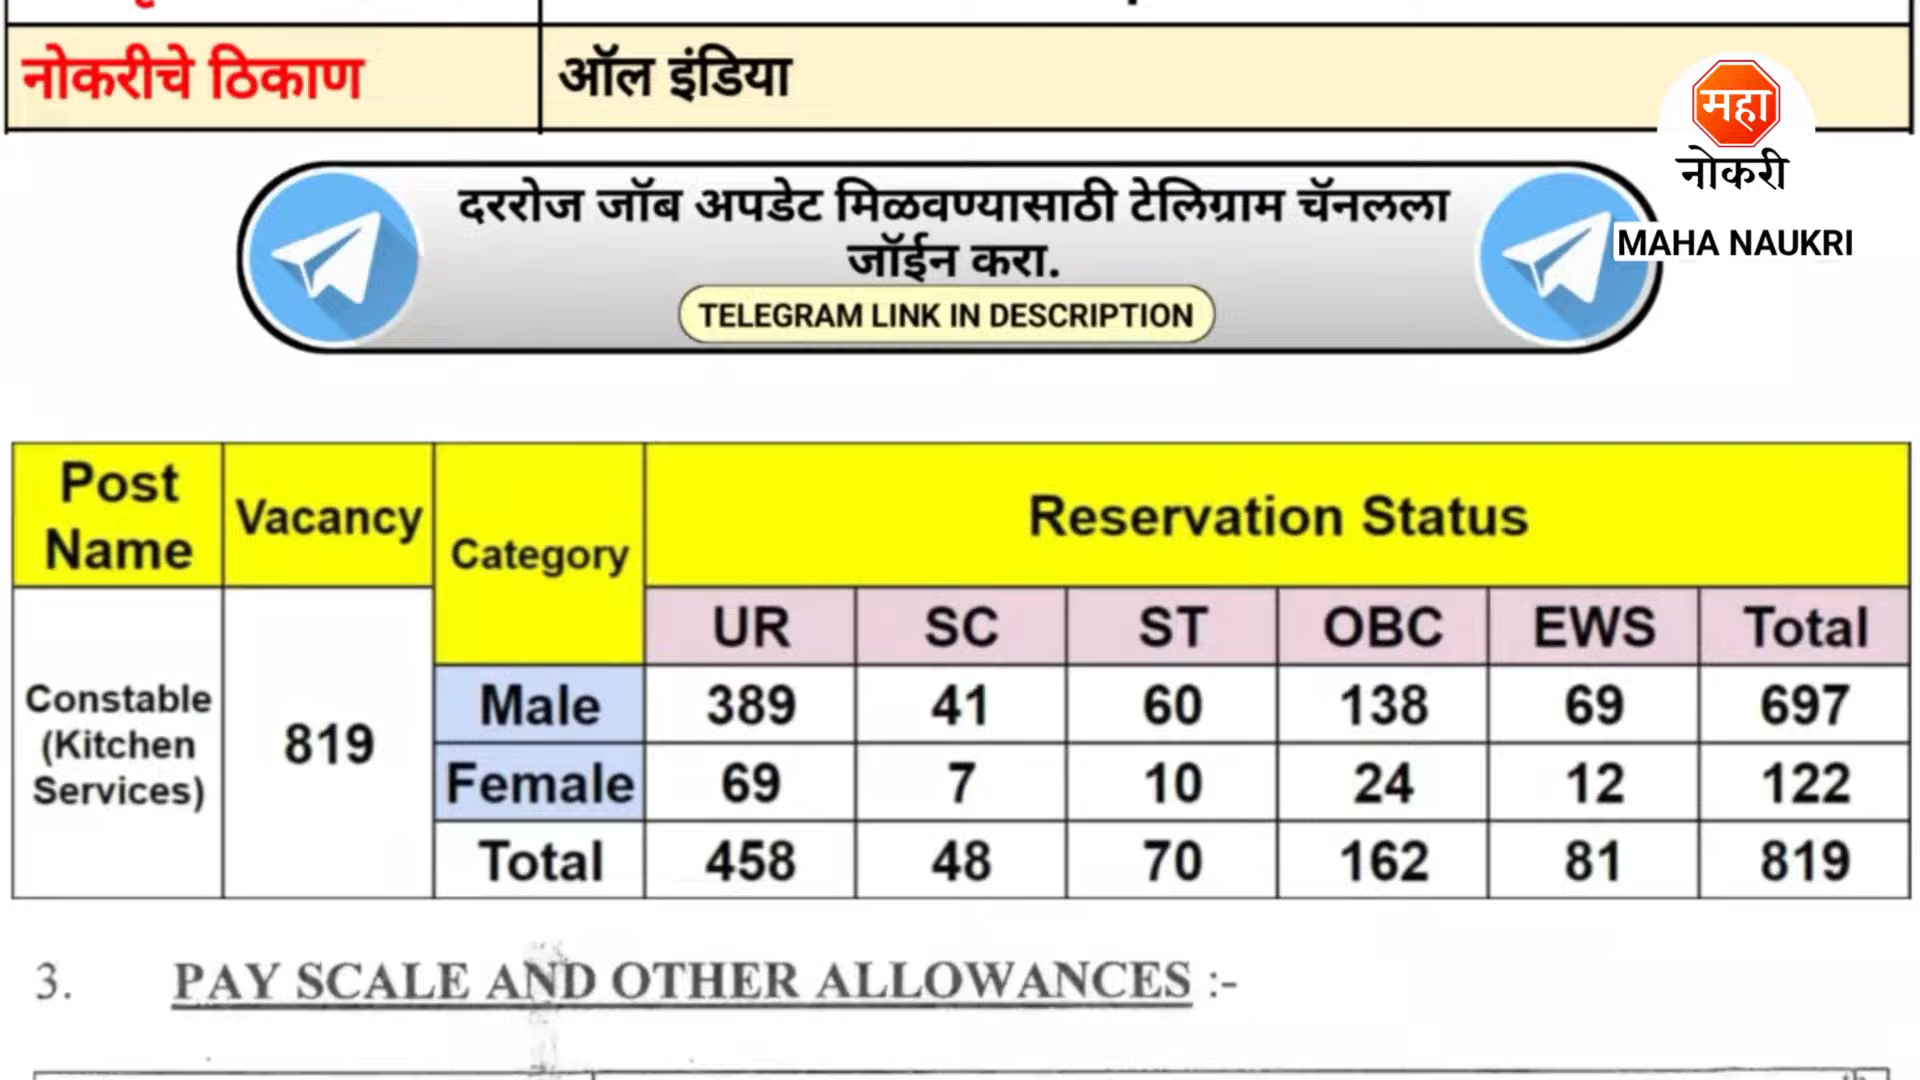 नोकरीचे ठिकाण ऑल इंडिया
महा
नोकरी
MAHA NAUKRI
दररोज जॉब अपडेट मिळवण्यासाठी टेलिग्राम चॅनलला
जॉईन करा.
TELEGRAM LINK IN DESCRIPTION
Post Name Vacancy Category Reservation Status
UR SC ST OBC EWS Total
Constable (Kitchen Services) 819 Male 389 41 60 138 69 697
Female 69 7 10 24 12 122
Total 458 48 70 162 81 819
3. PAY SCALE AND OTHER ALLOWANCES :-